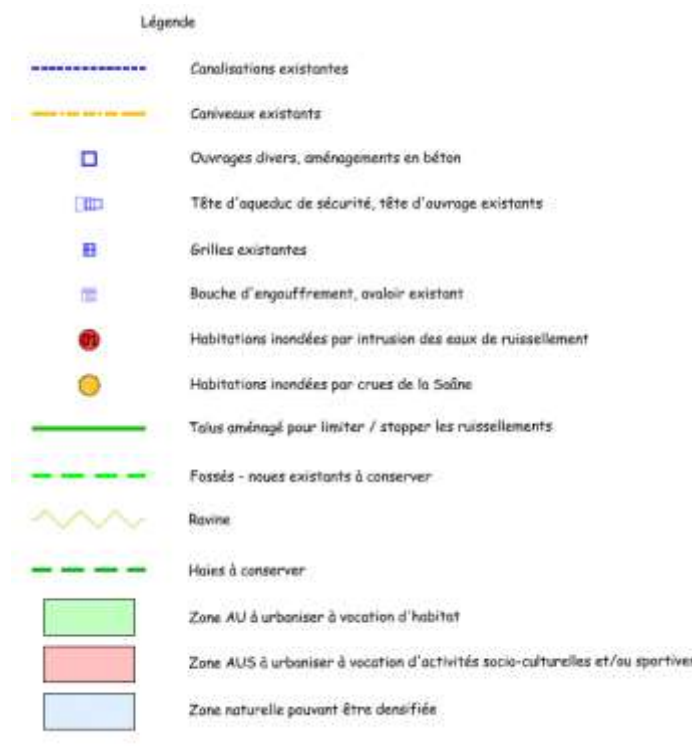 Légende
Canalisations existantes
Caniveaux existants
Ouvrages divers, aménagements en béton
Tête d'aqueduc de sécurité, tête d'ouvrage existants
Grilles existantes
Bouche d'engouffrement, avaloir existant
01
Habitations inondées par intrusion des eaux de ruissellement
Habitations inondées par crues de la Saâne
Talus aménagé pour limiter / stopper les ruissellements
Fossés - noues existants à conserver
Ravine
Haies à conserver
Zone AU à urbaniser à vocation d'habitat
Zone AUS à urbaniser à vocation d'activités socio-culturelles et/ou sportives
Zone naturelle pouvant être densifiée